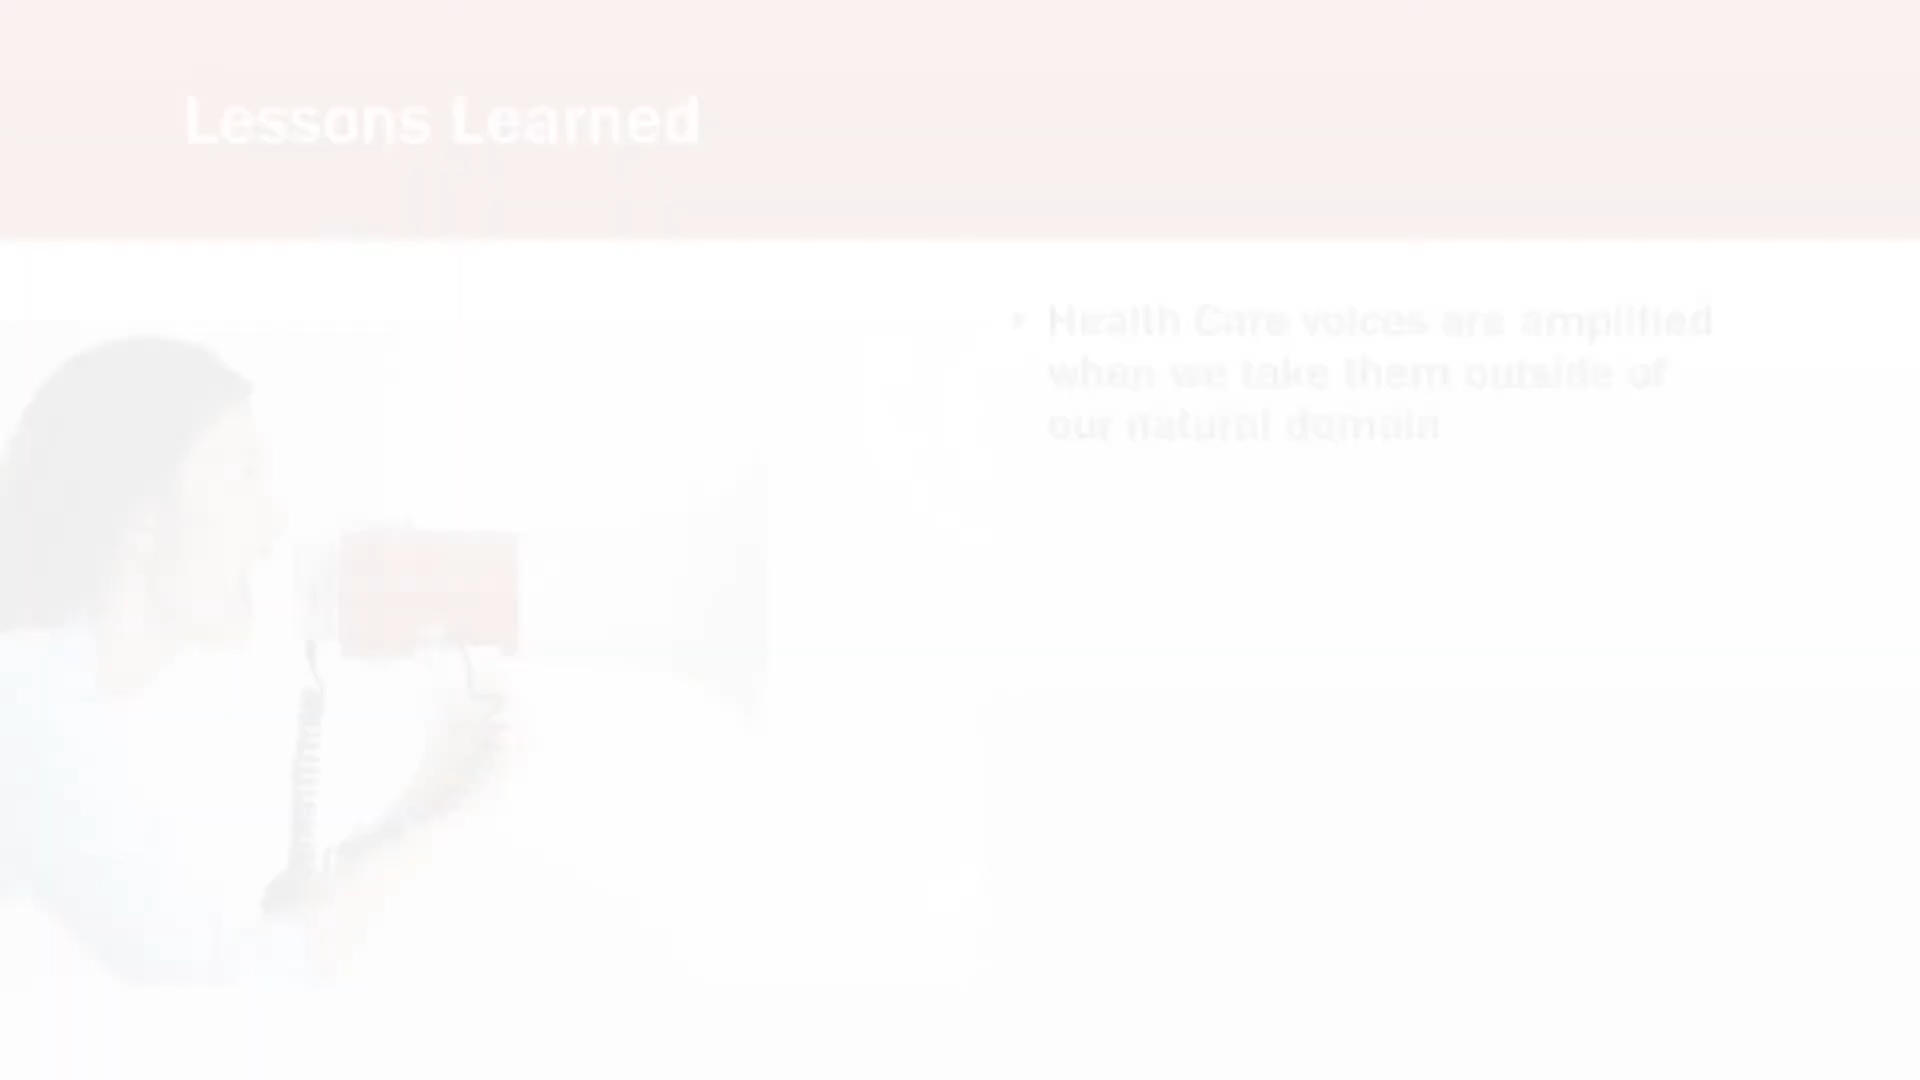 Lessons Learned
• Health Care voices are amplified
when we take them outside of
our natural domain